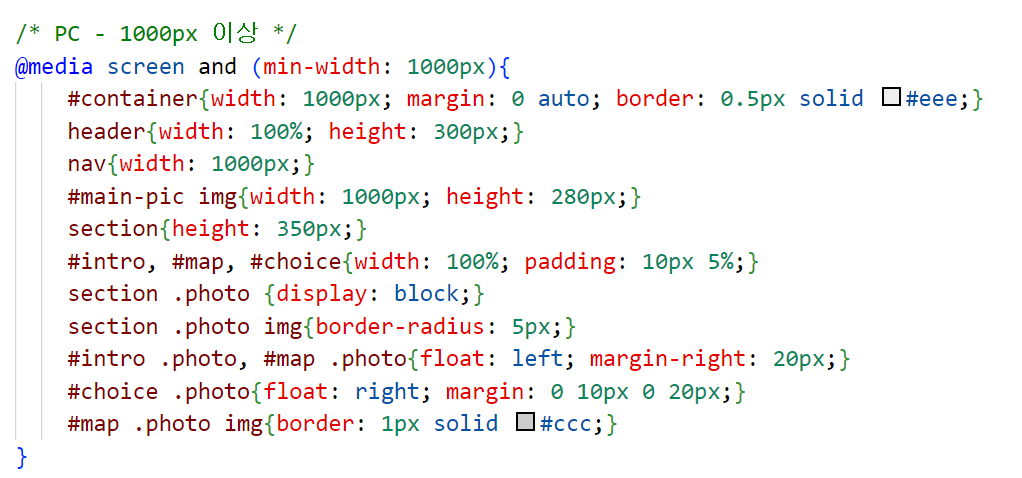 /* PC - 1000px 이상 */
@media screen and (min-width: 1000px){
#container{width: 1000px; margin: 0 auto; border: 0.5px solid #eee;}
header{width: 100%; height: 300px;}
nav{width: 1000px;}
#main-pic img{width: 1000px; height: 280px;}
section{height: 350px;}
#intro, #map, #choice{width: 100%; padding: 10px 5%;}
section .photo {display: block;}
section .photo img{border-radius: 5px;}
#intro .photo, #map .photo{float: left; margin-right: 20px;}
#choice .photo{float: right; margin: 0 10px 0 20px;}
#map .photo img{border: 1px solid #ccc;}
}